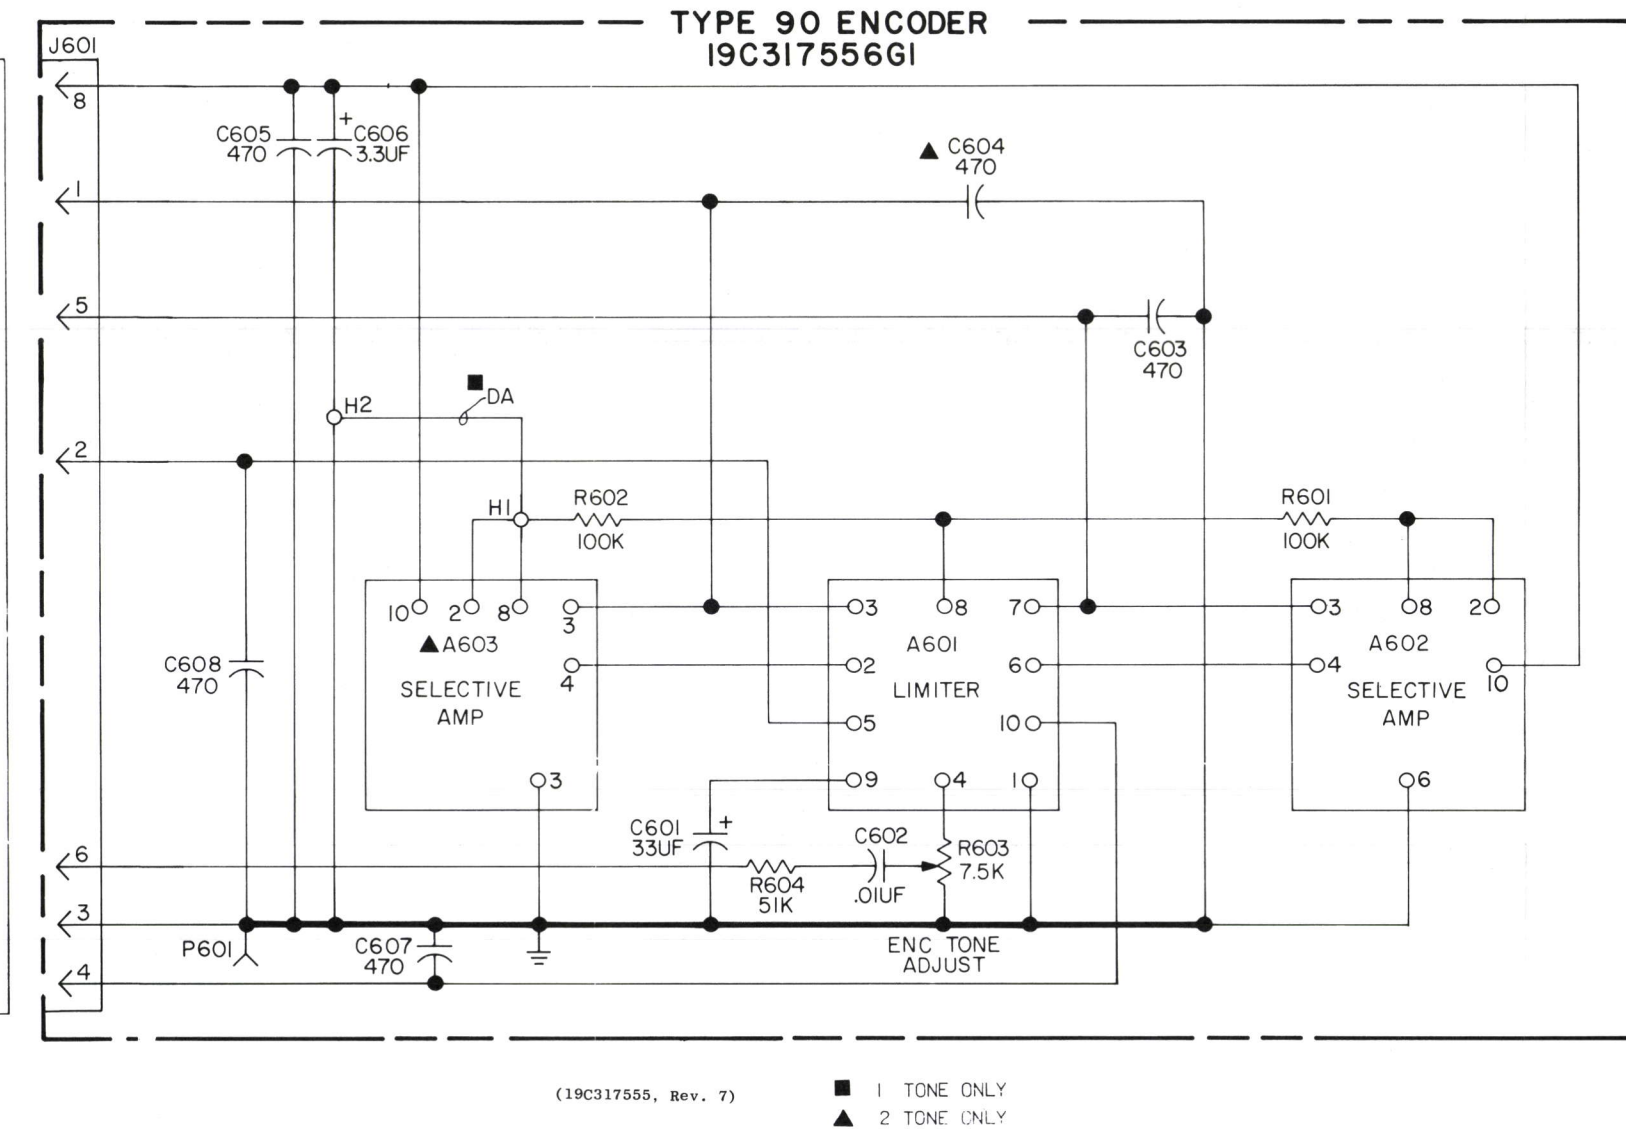 TYPE 90 ENCODER
19C317556G1
J601
8
C605
470
+
C606
3.3UF
▲ C604
470
1
5
C603
470
■
DA
H2
2
H1
R602
100K
R601
100K
10 2 8 3
▲ A603
4
SELECTIVE
AMP
3
C608
470
3 8 7
A601
2 6
LIMITER
5 10
9 4 1
3 8 2
A602
4
10
SELECTIVE
AMP
6
C601
33UF
+
C602
.01UF
R603
7.5K
6
R604
51K
3
P601
C607
470
ENC TONE
ADJUST
4
(19C317555, Rev. 7)
■ 1 TONE ONLY
▲ 2 TONE ONLY